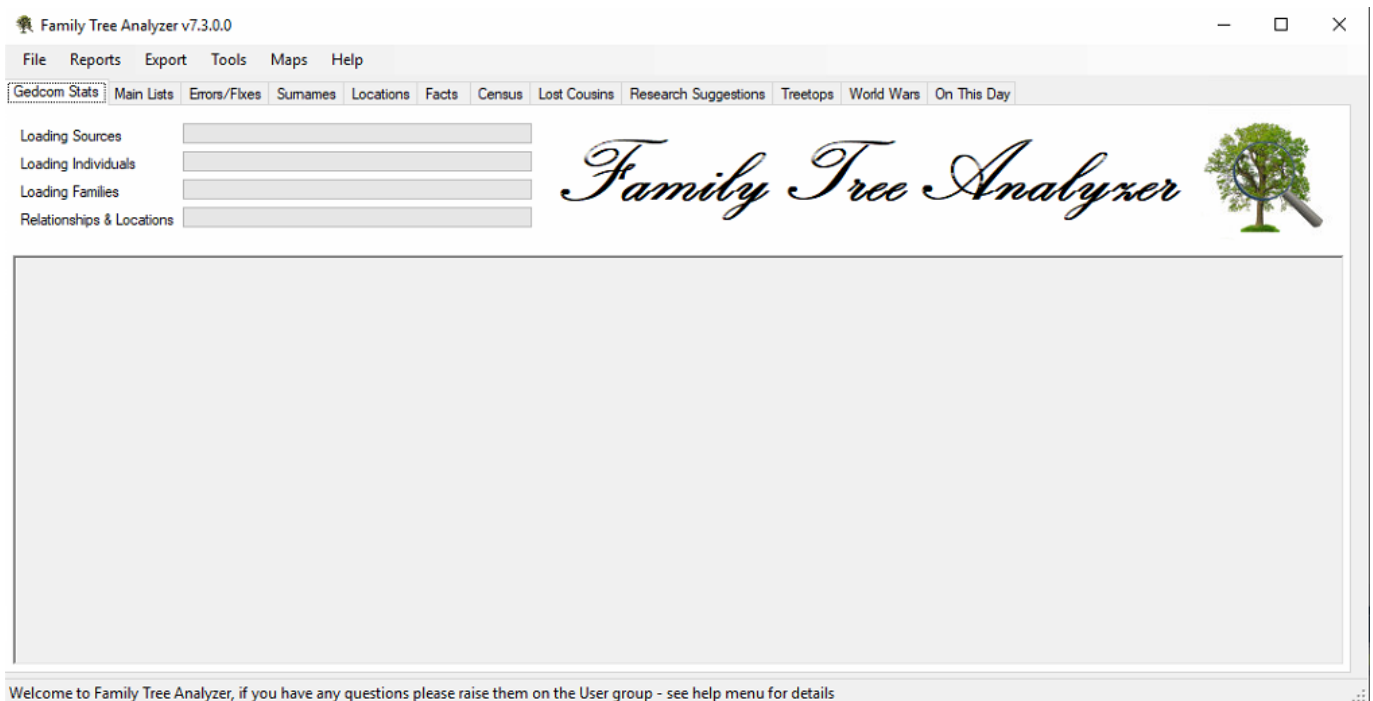 Family Tree Analyzer v7.3.0.0
File Reports Export Tools Maps Help
Gedcom Stats Main Lists Errors/FIxes Surnames Locations Facts Census Lost Cousins Research Suggestions Treetops World Wars On This Day
Loading Sources
Loading Individuals
Loading Families
Relationships & Locations
Family Tree Analyzer
Welcome to Family Tree Analyzer, if you have any questions please raise them on the User group - see help menu for details